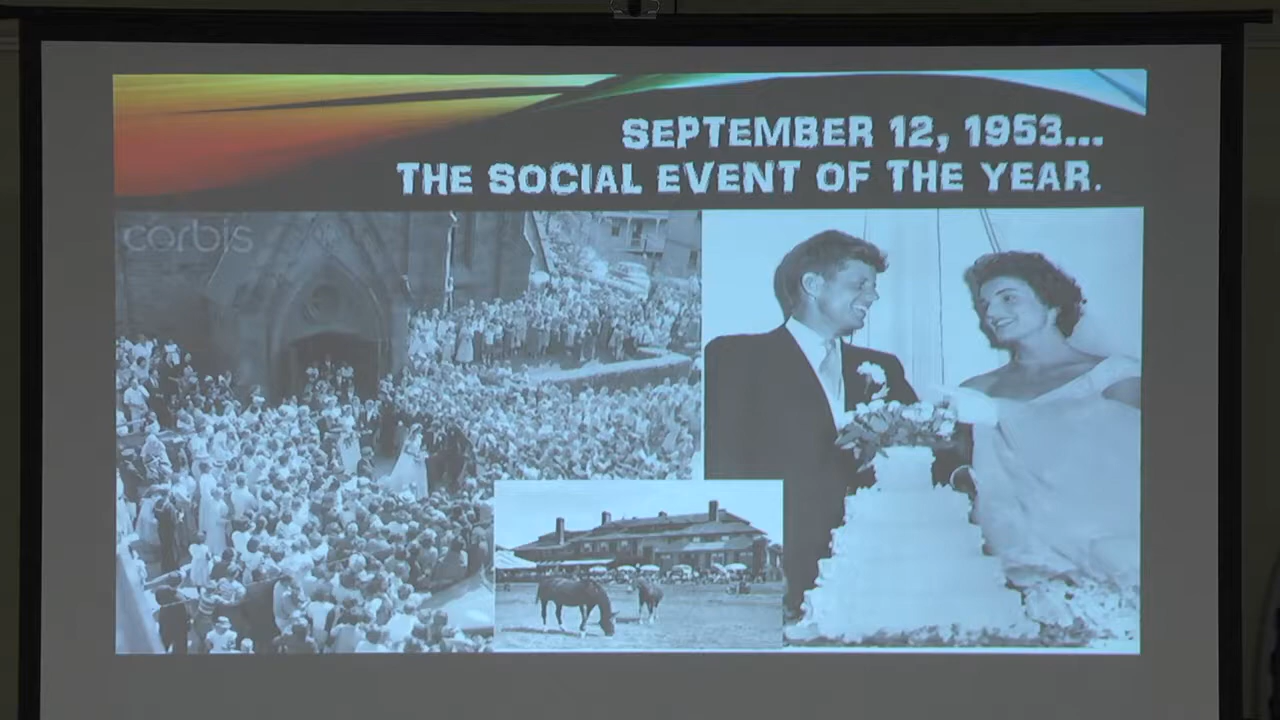 SEPTEMBER 12, 1953...
THE SOCIAL EVENT OF THE YEAR.
corbis